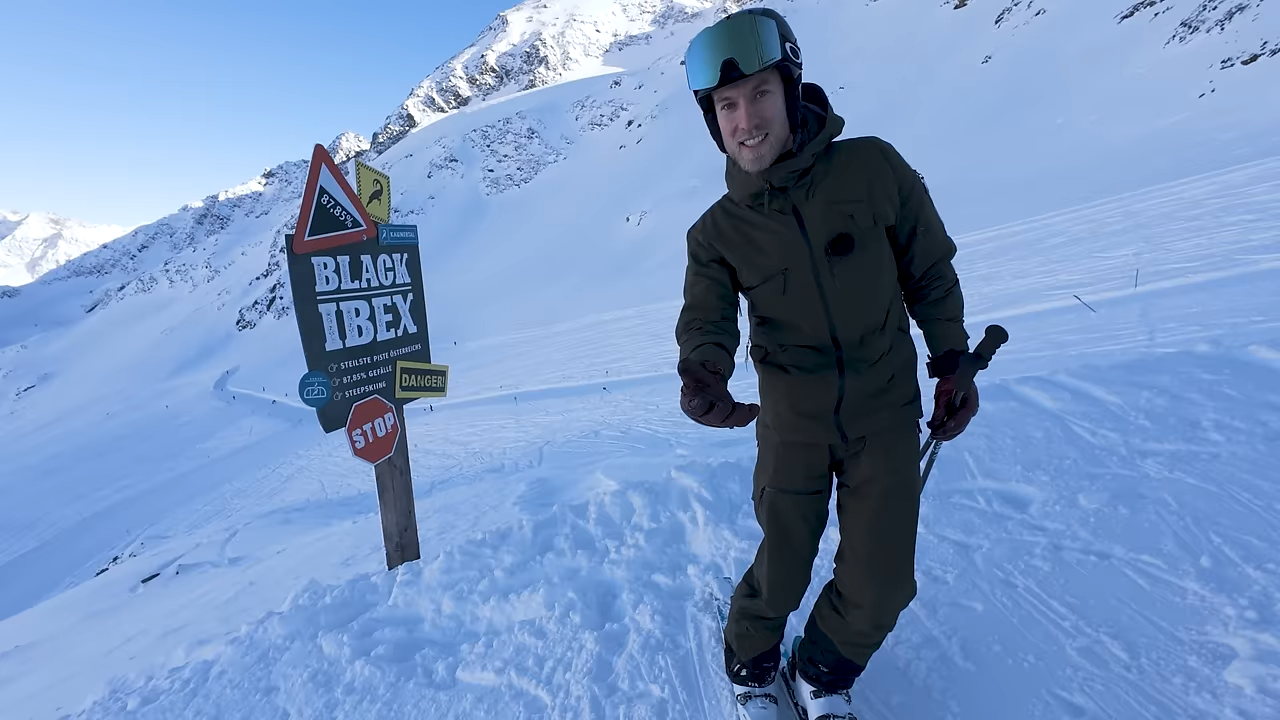 87,85%
KAUNERTAL
BLACK
IBEX
STEILSTE PISTE ÖSTERREICHS
87,85% GEFÄLLE
STEEPSKIING
DANGER!
STOP